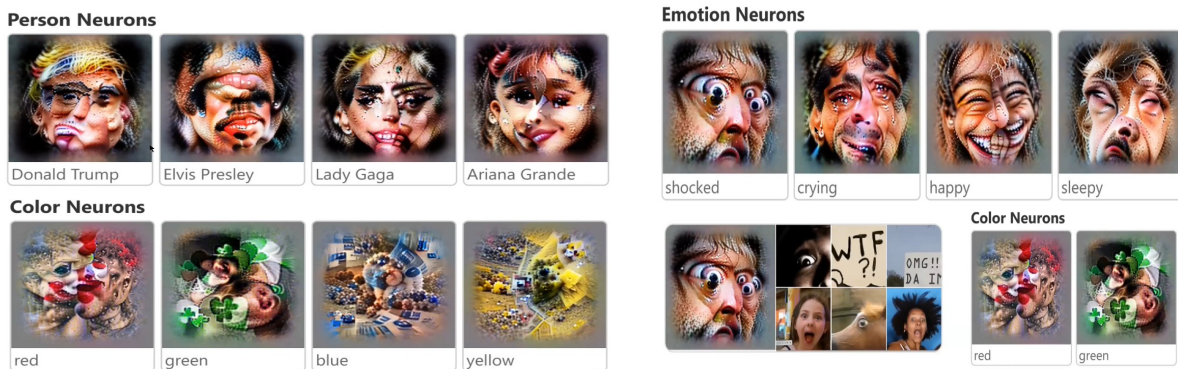 Person Neurons
Donald Trump
Elvis Presley
Lady Gaga
Ariana Grande
Color Neurons
red
green
blue
yellow
Emotion Neurons
shocked
crying
happy
sleepy
WTF
?!
OMG!!
DA
Color Neurons
red
green